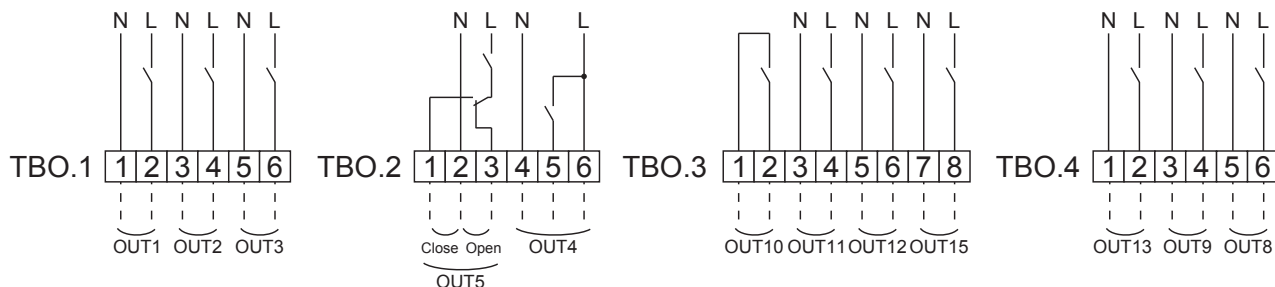 N L N L N L
N L N L
N L N L N L
N L N L N L
TBO.1 1 2 3 4 5 6
TBO.2 1 2 3 4 5 6
TBO.3 1 2 3 4 5 6 7 8
TBO.4 1 2 3 4 5 6
OUT1 OUT2 OUT3
Close Open OUT4
OUT5
OUT10 OUT11 OUT12 OUT15
OUT13 OUT9 OUT8